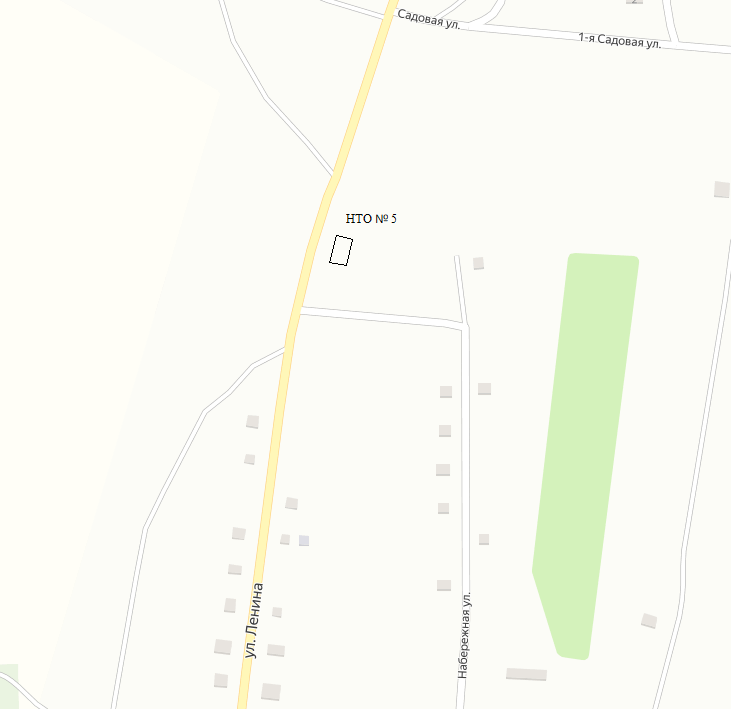 Садовая ул.
1-я Садовая ул.
НТО № 5
ул. Ленина
Набережная ул.